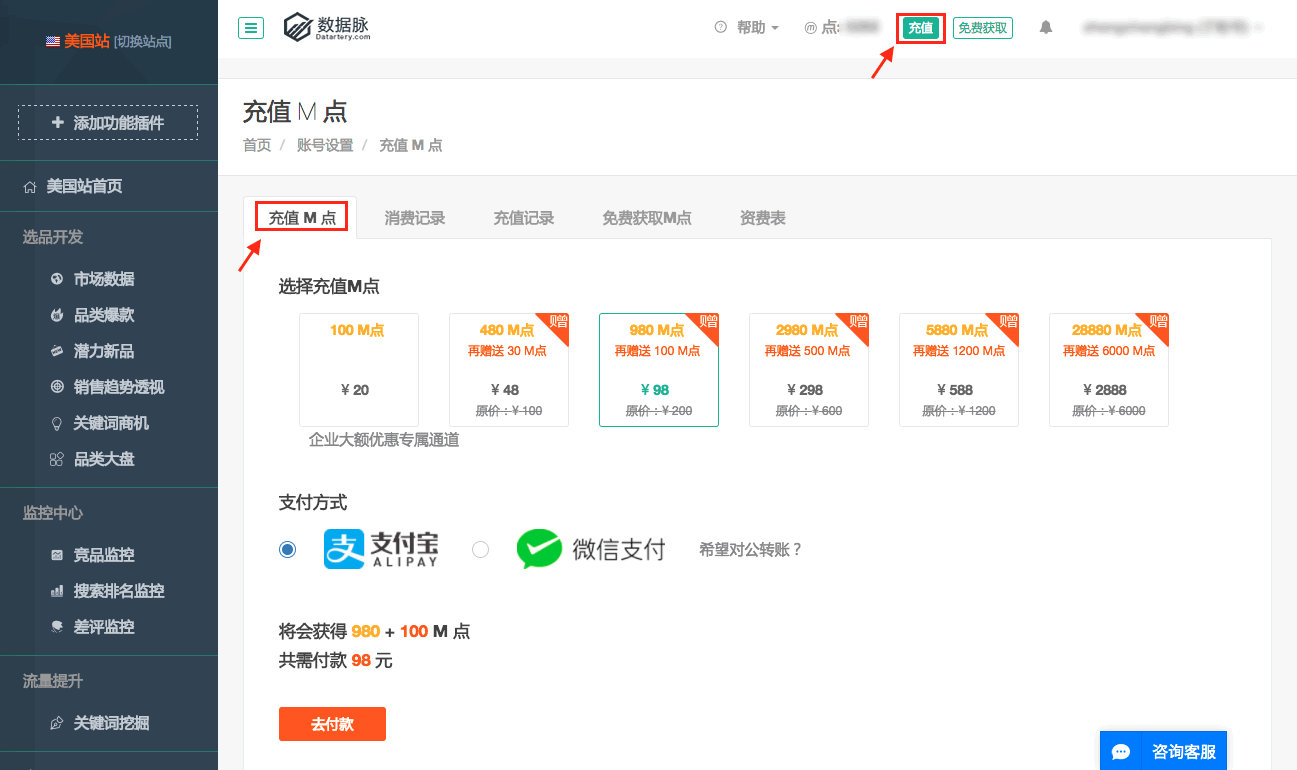 美国站 [切换站点]
数据脉
Datartery.com
帮助
点:
充值
免费获取
添加功能插件
美国站首页
选品开发
市场数据
品类爆款
潜力新品
销售趋势透视
关键词商机
品类大盘
监控中心
竞品监控
搜索排名监控
差评监控
流量提升
关键词挖掘
充值 M 点
首页 / 账号设置 / 充值 M 点
充值 M 点 消费记录 充值记录 免费获取M点 资费表
选择充值M点
100 M点
¥ 20
赠
480 M点
再赠送 30 M点
¥ 48
原价：¥ 100
赠
980 M点
再赠送 100 M点
¥ 98
原价：¥ 200
赠
2980 M点
再赠送 500 M点
¥ 298
原价：¥ 600
赠
5880 M点
再赠送 1200 M点
¥ 588
原价：¥ 1200
赠
28880 M点
再赠送 6000 M点
¥ 2888
原价：¥ 6000
企业大额优惠专属通道
支付方式
支付宝
ALIPAY
微信支付
希望对公转账？
将会获得 980 + 100 M 点
共需付款 98 元
去付款
咨询客服